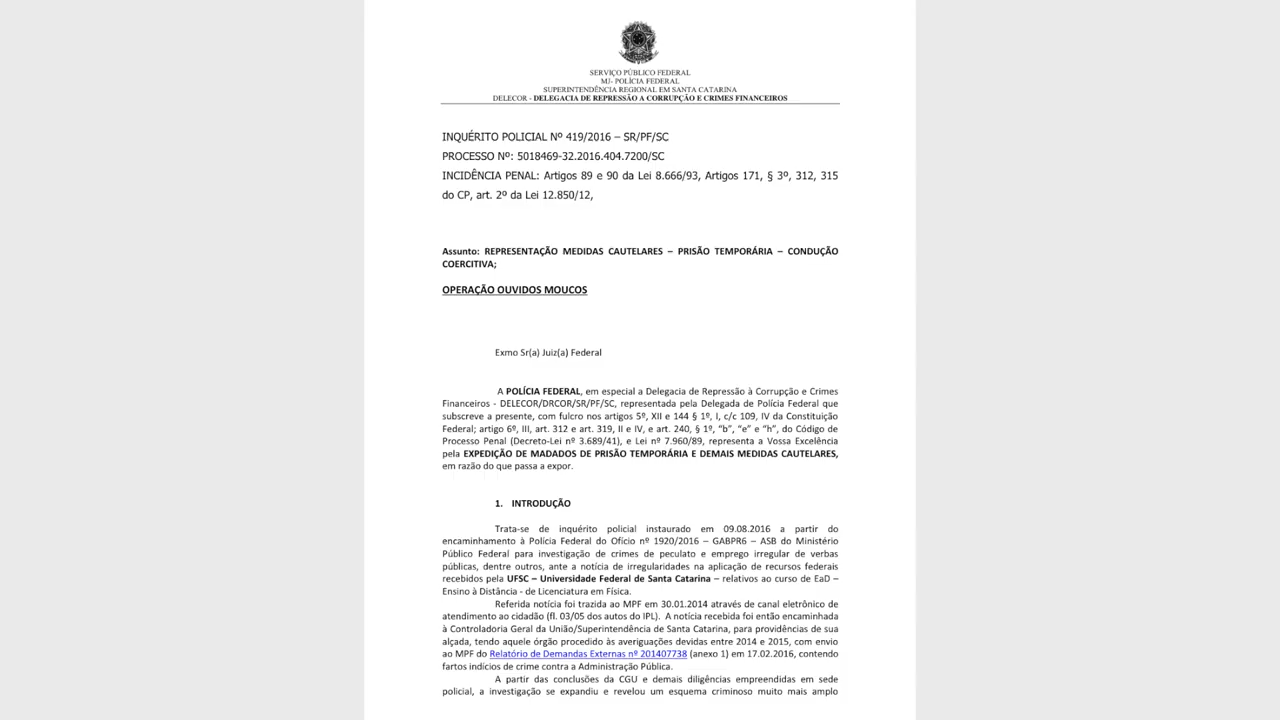 SERVIÇO PÚBLICO FEDERAL
MJ- POLÍCIA FEDERAL
SUPERINTENDÊNCIA REGIONAL EM SANTA CATARINA
DELECOR - DELEGACIA DE REPRESSÃO A CORRUPÇÃO E CRIMES FINANCEIROS
INQUÉRITO POLICIAL Nº 419/2016 – SR/PF/SC
PROCESSO Nº: 5018469-32.2016.404.7200/SC
INCIDÊNCIA PENAL: Artigos 89 e 90 da Lei 8.666/93, Artigos 171, § 3º, 312, 315
do CP, art. 2º da Lei 12.850/12,
Assunto: REPRESENTAÇÃO MEDIDAS CAUTELARES – PRISÃO TEMPORÁRIA – CONDUÇÃO
COERCITIVA;
OPERAÇÃO OUVIDOS MOUCOS
Exmo Sr(a) Juiz(a) Federal
A POLÍCIA FEDERAL, em especial a Delegacia de Repressão à Corrupção e Crimes
Financeiros - DELECOR/DRCOR/SR/PF/SC, representada pela Delegada de Polícia Federal que
subscreve a presente, com fulcro nos artigos 5º, XII e 144 § 1º, I, c/c 109, IV da Constituição
Federal; artigo 6º, III, art. 312 e art. 319, II e IV, e art. 240, § 1º, “b”, “e” e “h”, do Código de
Processo Penal (Decreto-Lei nº 3.689/41), e Lei nº 7.960/89, representa a Vossa Excelência
pela EXPEDIÇÃO DE MADADOS DE PRISÃO TEMPORÁRIA E DEMAIS MEDIDAS CAUTELARES,
em razão do que passa a expor.
1. INTRODUÇÃO
Trata-se de inquérito policial instaurado em 09.08.2016 a partir do
encaminhamento à Polícia Federal do Ofício nº 1920/2016 – GABPR6 – ASB do Ministério
Público Federal para investigação de crimes de peculato e emprego irregular de verbas
públicas, dentre outros, ante a notícia de irregularidades na aplicação de recursos federais
recebidos pela UFSC – Universidade Federal de Santa Catarina – relativos ao curso de EaD –
Ensino à Distância - de Licenciatura em Física.
Referida notícia foi trazida ao MPF em 30.01.2014 através de canal eletrônico de
atendimento ao cidadão (fl. 03/05 dos autos do IPL). A notícia recebida foi então encaminhada
à Controladoria Geral da União/Superintendência de Santa Catarina, para providências de sua
alçada, tendo aquele órgão procedido às averiguações devidas entre 2014 e 2015, com envio
ao MPF do Relatório de Demandas Externas nº 201407738 (anexo 1) em 17.02.2016, contendo
fartos indícios de crime contra a Administração Pública.
A partir das conclusões da CGU e demais diligências empreendidas em sede
policial, a investigação se expandiu e revelou um esquema criminoso muito mais amplo